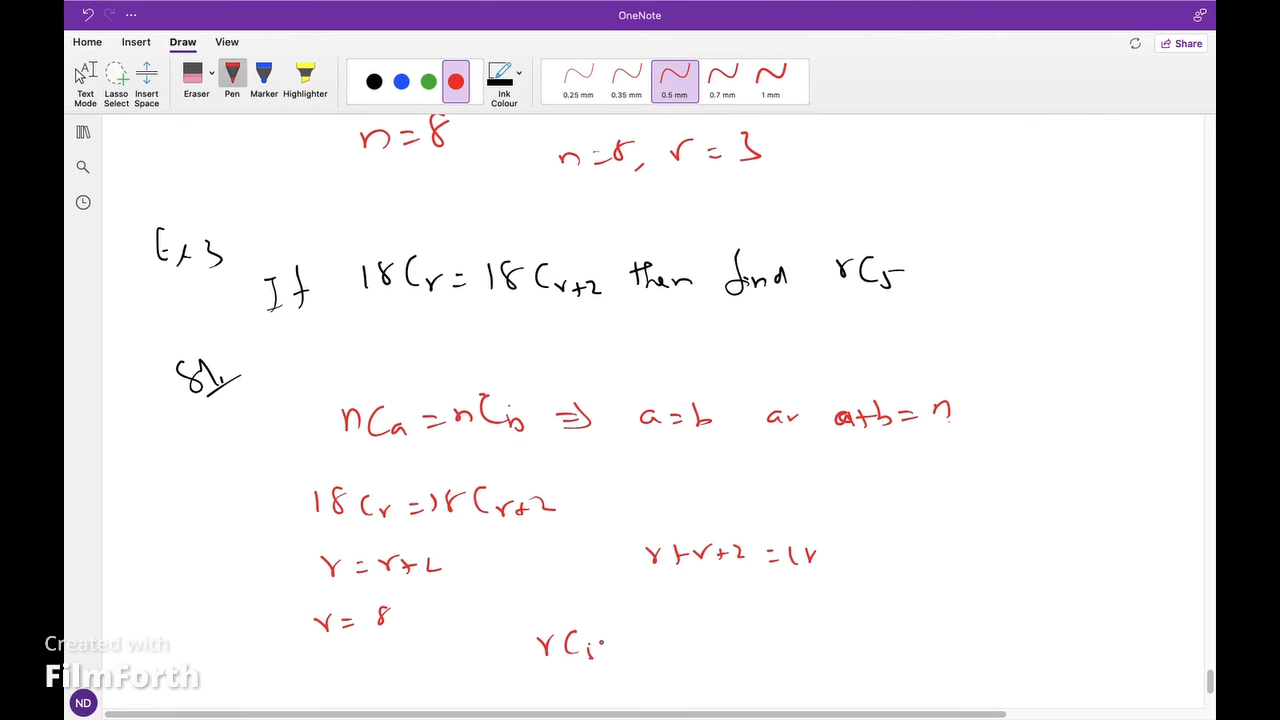 OneNote
Home Insert Draw View
Share
Text Mode
Lasso Select
Insert Space
Eraser
Pen
Marker
Highlighter
Ink Colour
0.25 mm
0.35 mm
0.5 mm
0.7 mm
1 mm
n=8
n=8, r=3
Ex3
If 18Cr = 18Cr+2 then find rC5
Sol.
nCa = nCb ⇒ a=b or a+b=n
18Cr = 18Cr+2
r = r+2 r+r+2 = 18
r = 8
rC
Created with
FilmForth
ND